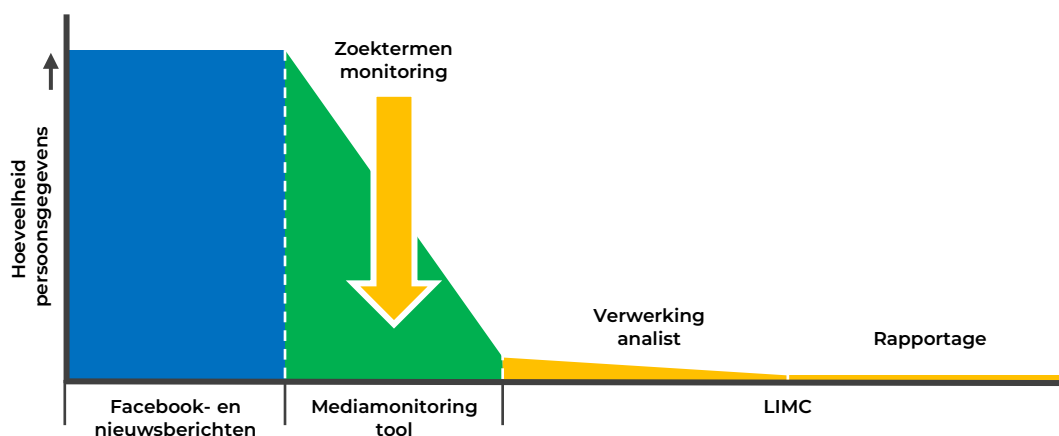 Hoeveelheid
persoonsgegevens
Zoektermen
monitoring
Verwerking
analist
Rapportage
Facebook- en
nieuwsberichten
Mediamonitoring
tool
LIMC